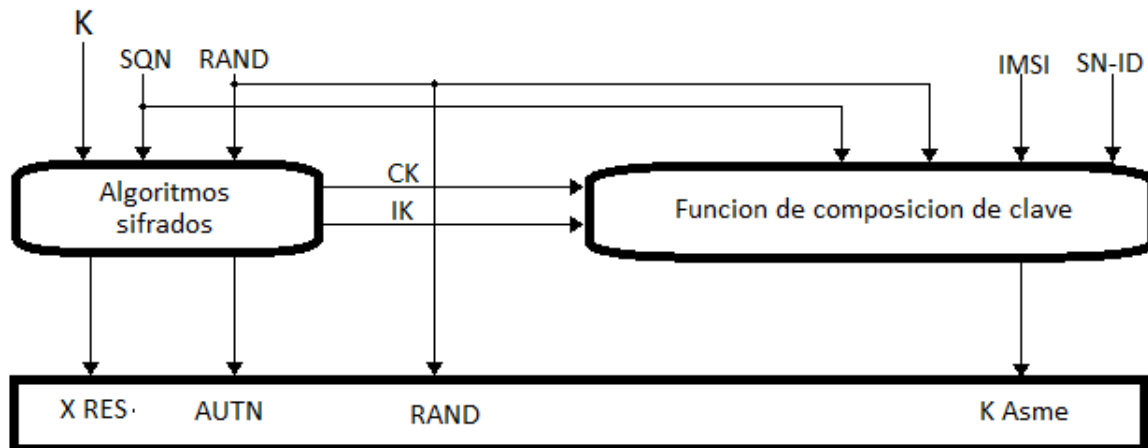 K
SQN RAND IMSI SN-ID
CK
Algoritmos
sifrados
Funcion de composicion de clave
IK
X RES· AUTN RAND K Asme